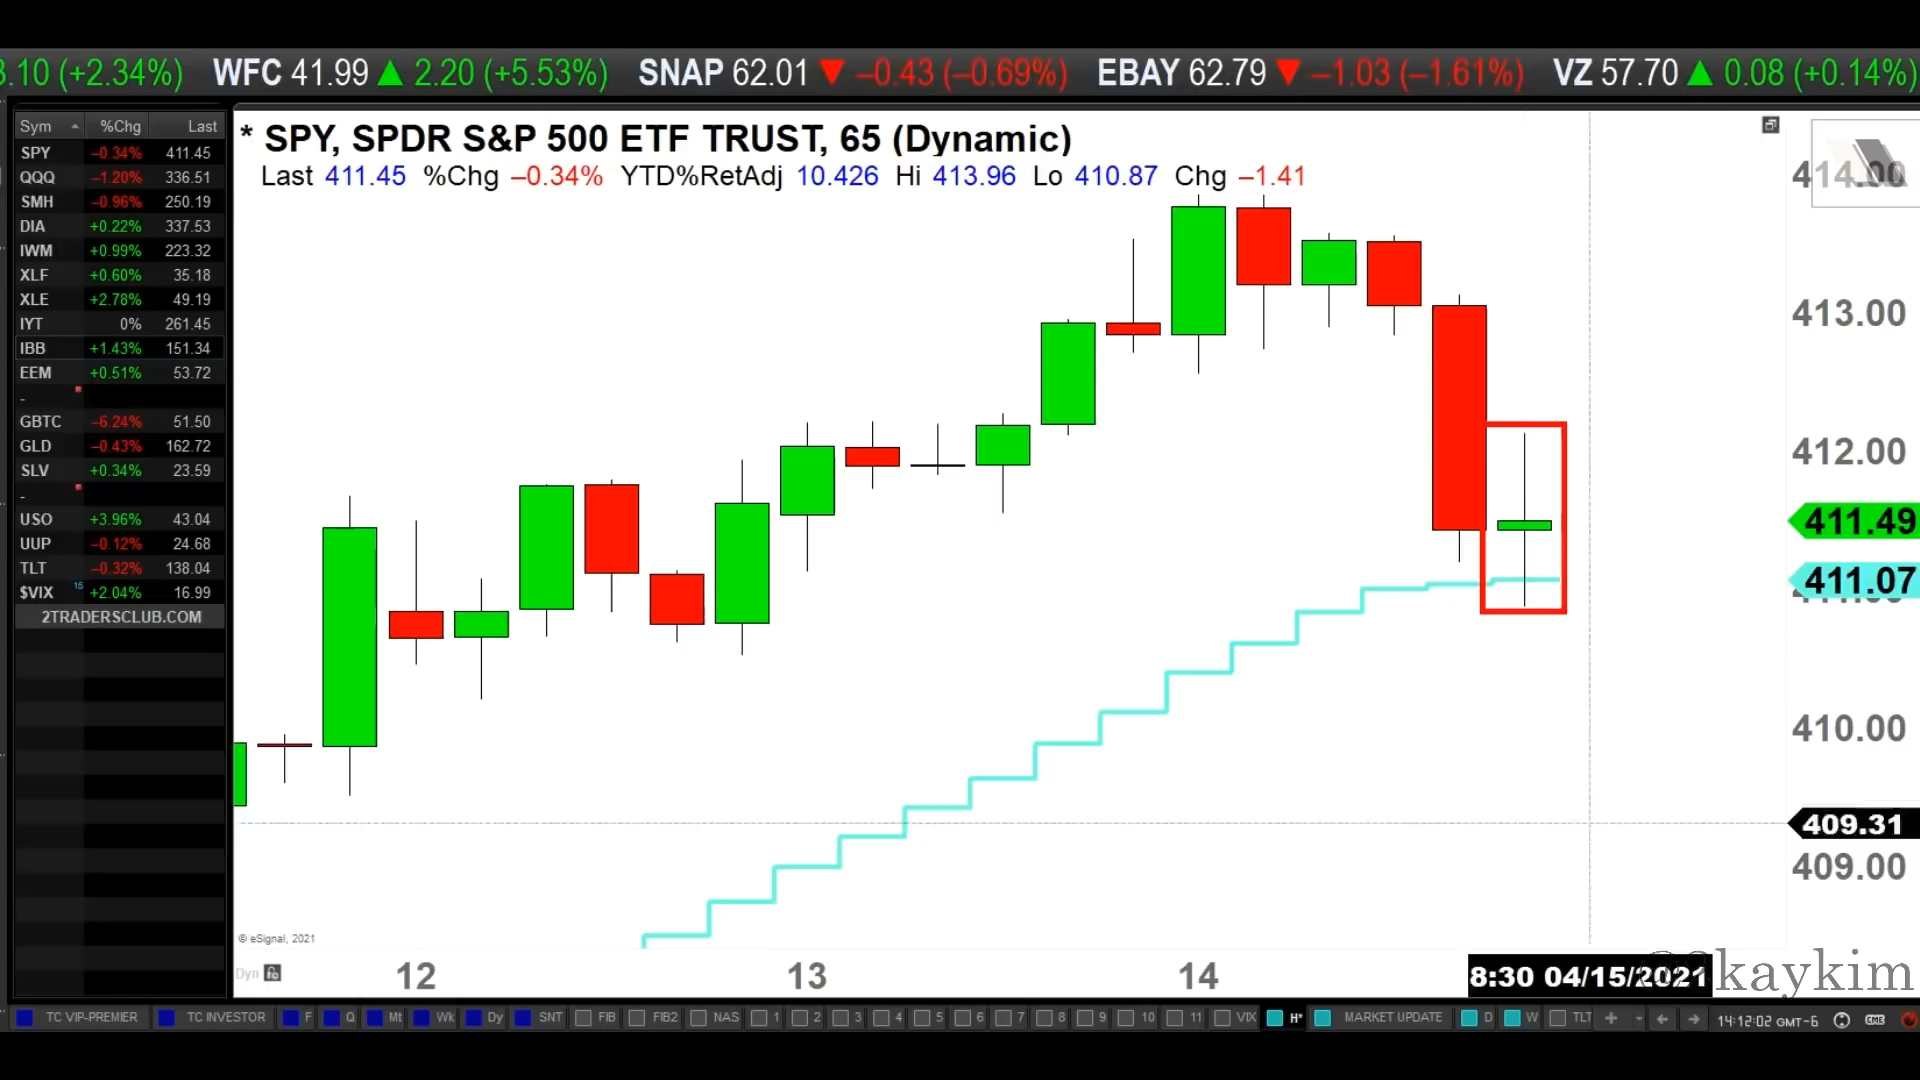 3.10 (+2.34%) WFC 41.99 ▲ 2.20 (+5.53%) SNAP 62.01 ▼ –0.43 (–0.69%) EBAY 62.79 ▼ –1.03 (–1.61%) VZ 57.70 ▲ 0.08 (+0.14%)
Sym %Chg Last
SPY –0.34% 411.45
QQQ –1.20% 336.51
SMH –0.96% 250.19
DIA +0.22% 337.53
IWM +0.99% 223.32
XLF +0.60% 35.18
XLE +2.78% 49.19
IYT 0% 261.45
IBB +1.43% 151.34
EEM +0.51% 53.72
-
GBTC –6.24% 51.50
GLD –0.43% 162.72
SLV +0.34% 23.59
-
USO +3.96% 43.04
UUP –0.12% 24.68
TLT –0.32% 138.04
$VIX 15 +2.04% 16.99
2TRADERSCLUB.COM
* SPY, SPDR S&P 500 ETF TRUST, 65 (Dynamic)
Last 411.45 %Chg –0.34% YTD%RetAdj 10.426 Hi 413.96 Lo 410.87 Chg –1.41
414.00
413.00
412.00
411.49
411.07
410.00
409.31
409.00
© eSignal, 2021
Dyn
12 13 14
8:30 04/15/2021
kaykim
TC VIP-PREMIER TC INVESTOR F Q Mt Wk Dy SNT FIB FIB2 NAS 1 2 3 4 5 6 7 8 9 10 11 VIX H* MARKET UPDATE D W TLT + 14:12:02 GMT-6 CME